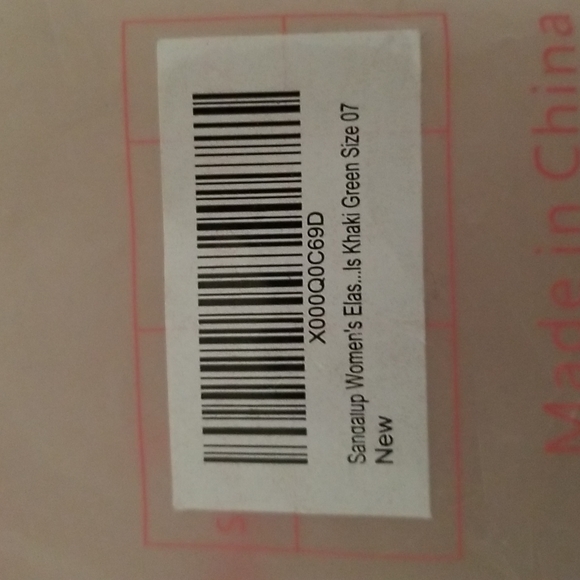 X000Q0C69D
Sandalup Women's Elas...ls Khaki Green Size 07
New
Made in China
S